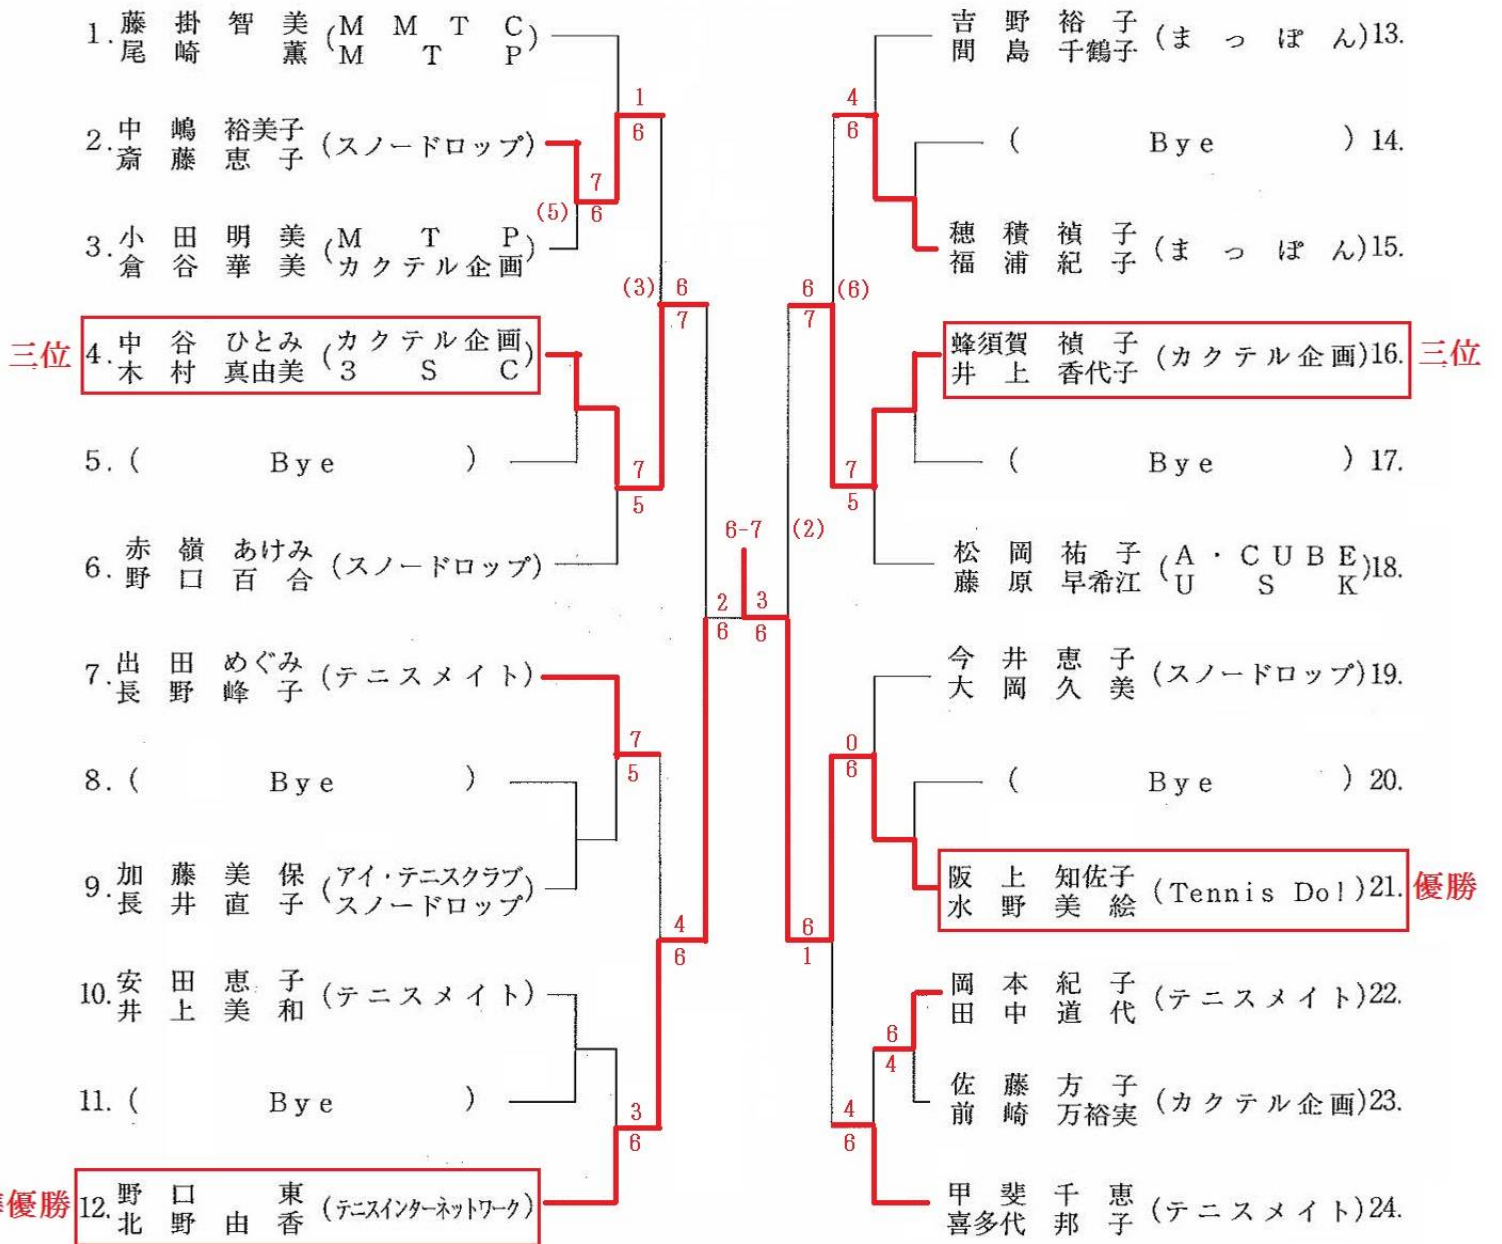 1. 藤掛智美 (MMTC)
尾崎薫 (MTP)
1
6
2. 中嶋裕美子 (スノードロップ)
斎藤恵子
7
(5) 6
3. 小田明美 (MTP)
倉谷華美 (カクテル企画)
(3) 6
7
三位 4. 中谷ひとみ (カクテル企画)
木村真由美 (3SC)
5. (Bye)
7
5
6. 赤嶺あけみ (スノードロップ)
野口百合
2
6
7. 出田めぐみ (テニスメイト)
長野峰子
7
5
8. (Bye)
9. 加藤美保 (アイ・テニスクラブ)
長井直子 (スノードロップ)
4
6
10. 安田恵子 (テニスメイト)
井上美和
11. (Bye)
3
6
優勝 12. 野口東 (テニスインターネットワーク)
北野由香
6-7 (2)
3
6
吉野裕子 (まっぽん) 13.
間島千鶴子
4
6
(Bye) 14.
穂積禎子 (まっぽん) 15.
福浦紀子
6 (6)
7
蜂須賀禎子 (カクテル企画) 16. 三位
井上香代子
(Bye) 17.
7
5
松岡祐子 (A・CUBE) 18.
藤原早希江 (USK)
今井恵子 (スノードロップ) 19.
大岡久美
0
6
(Bye) 20.
阪上知佐子 (Tennis Do!) 21. 優勝
水野美絵
6
1
岡本紀子 (テニスメイト) 22.
田中道代
6
4
佐藤方子 (カクテル企画) 23.
前崎万裕実
4
6
甲斐千恵 (テニスメイト) 24.
喜多代邦子